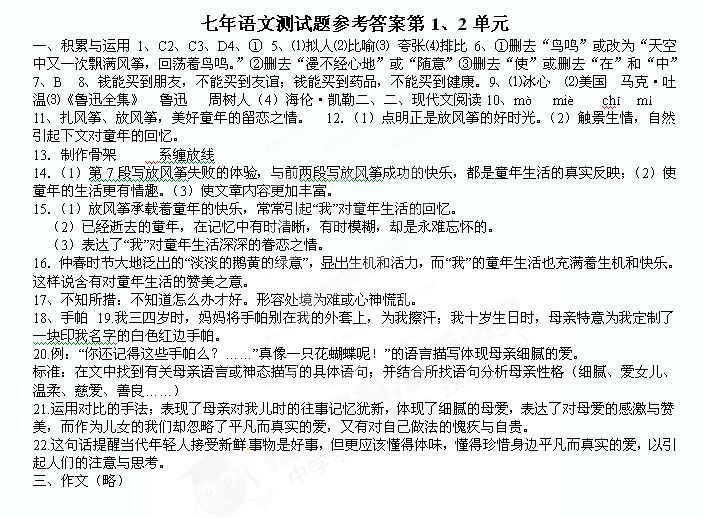 七年语文测试题参考答案第1、2单元
一、积累与运用 1、C2、C3、D4、① 5、⑴拟人⑵比喻⑶ 夸张⑷排比 6、①删去“鸟鸣”或改为“天空
中又一次飘满风筝，回荡着鸟鸣。”②删去“漫不经心地”或“随意”③删去“使”或删去“在”和“中”
7、B 8、钱能买到朋友，不能买到友谊；钱能买到药品，不能买到健康。9、⑴冰心 ⑵美国 马克·吐
温⑶《鲁迅全集》 鲁迅 周树人（4）海伦·凯勒二、二、现代文阅读10、mò miè chí mi
11、扎风筝、放风筝，美好童年的留恋之情。 12．（1）点明正是放风筝的好时光。（2）触景生情，自然
引起下文对童年的回忆。
13．制作骨架 系缠放线
14．（1）第7段写放风筝失败的体验，与前两段写放风筝成功的快乐，都是童年生活的真实反映；（2）使
童年的生活更有情趣。（3）使文章内容更加丰富。
15．（1）放风筝承载着童年的快乐，常常引起“我”对童年生活的回忆。
（2）已经逝去的童年，在记忆中有时清晰，有时模糊，却是永难忘怀的。
（3）表达了“我”对童年生活深深的眷恋之情。
16．仲春时节大地泛出的“淡淡的鹅黄的绿意”，显出生机和活力，而“我”的童年生活也充满着生机和快乐。
这样说含有对童年生活的赞美之意。
17、不知所措：不知道怎么办才好。形容处境为难或心神慌乱。
18、手帕 19.我三四岁时，妈妈将手帕别在我的外套上，为我擦汗；我十岁生日时，母亲特意为我定制了
一块印我名字的白色红边手帕。
20.例：“你还记得这些手帕么？……”真像一只花蝴蝶呢！”的语言描写体现母亲细腻的爱。
标准：在文中找到有关母亲语言或神态描写的具体语句；并结合所找语句分析母亲性格（细腻、爱女儿、
温柔、慈爱、善良……）
21.运用对比的手法；表现了母亲对我儿时的往事记忆犹新，体现了细腻的母爱，表达了对母爱的感激与赞
美，而作为儿女的我们却忽略了平凡而真实的爱，又有对自己做法的愧疚与自贵。
22.这句话提醒当代年轻人接受新鲜事物是好事，但更应该懂得体味，懂得珍惜身边平凡而真实的爱，以引
起人们的注意与思考。
三、作文（略）